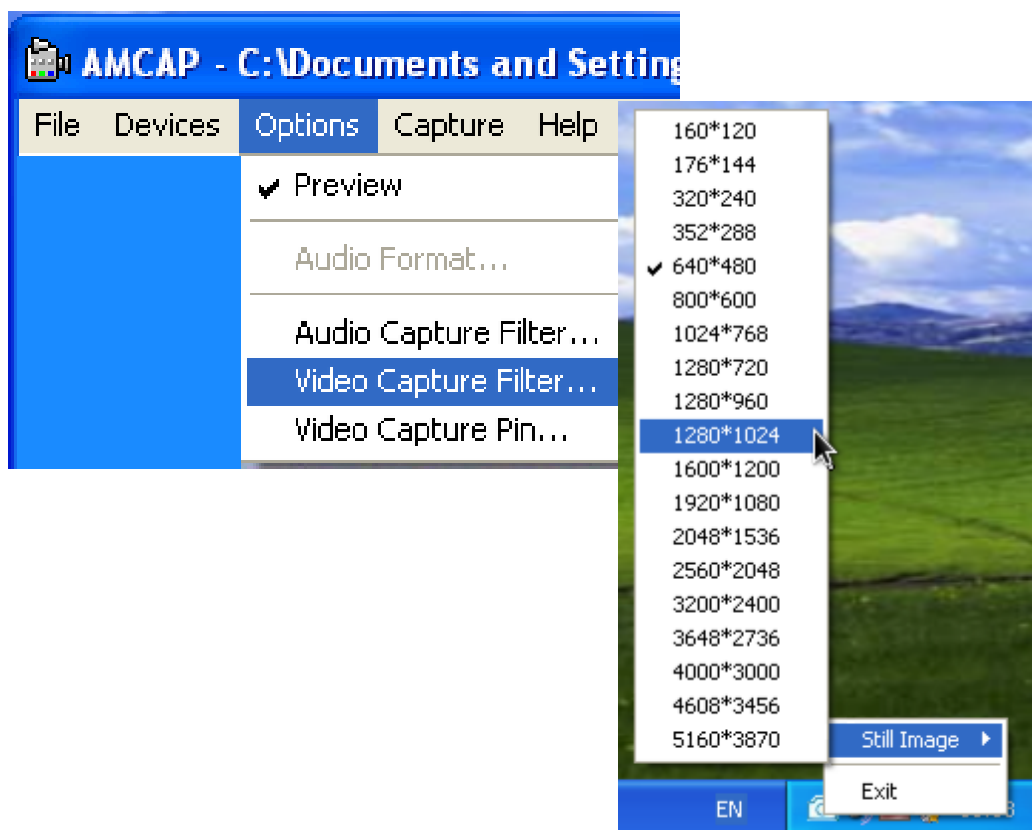 AMCAP - C:\Documents and Setting
File Devices Options Capture Help
Preview
Audio Format...
Audio Capture Filter...
Video Capture Filter...
Video Capture Pin...
160*120
176*144
320*240
352*288
640*480
800*600
1024*768
1280*720
1280*960
1280*1024
1600*1200
1920*1080
2048*1536
2560*2048
3200*2400
3648*2736
4000*3000
4608*3456
5160*3870
Still Image
Exit
EN